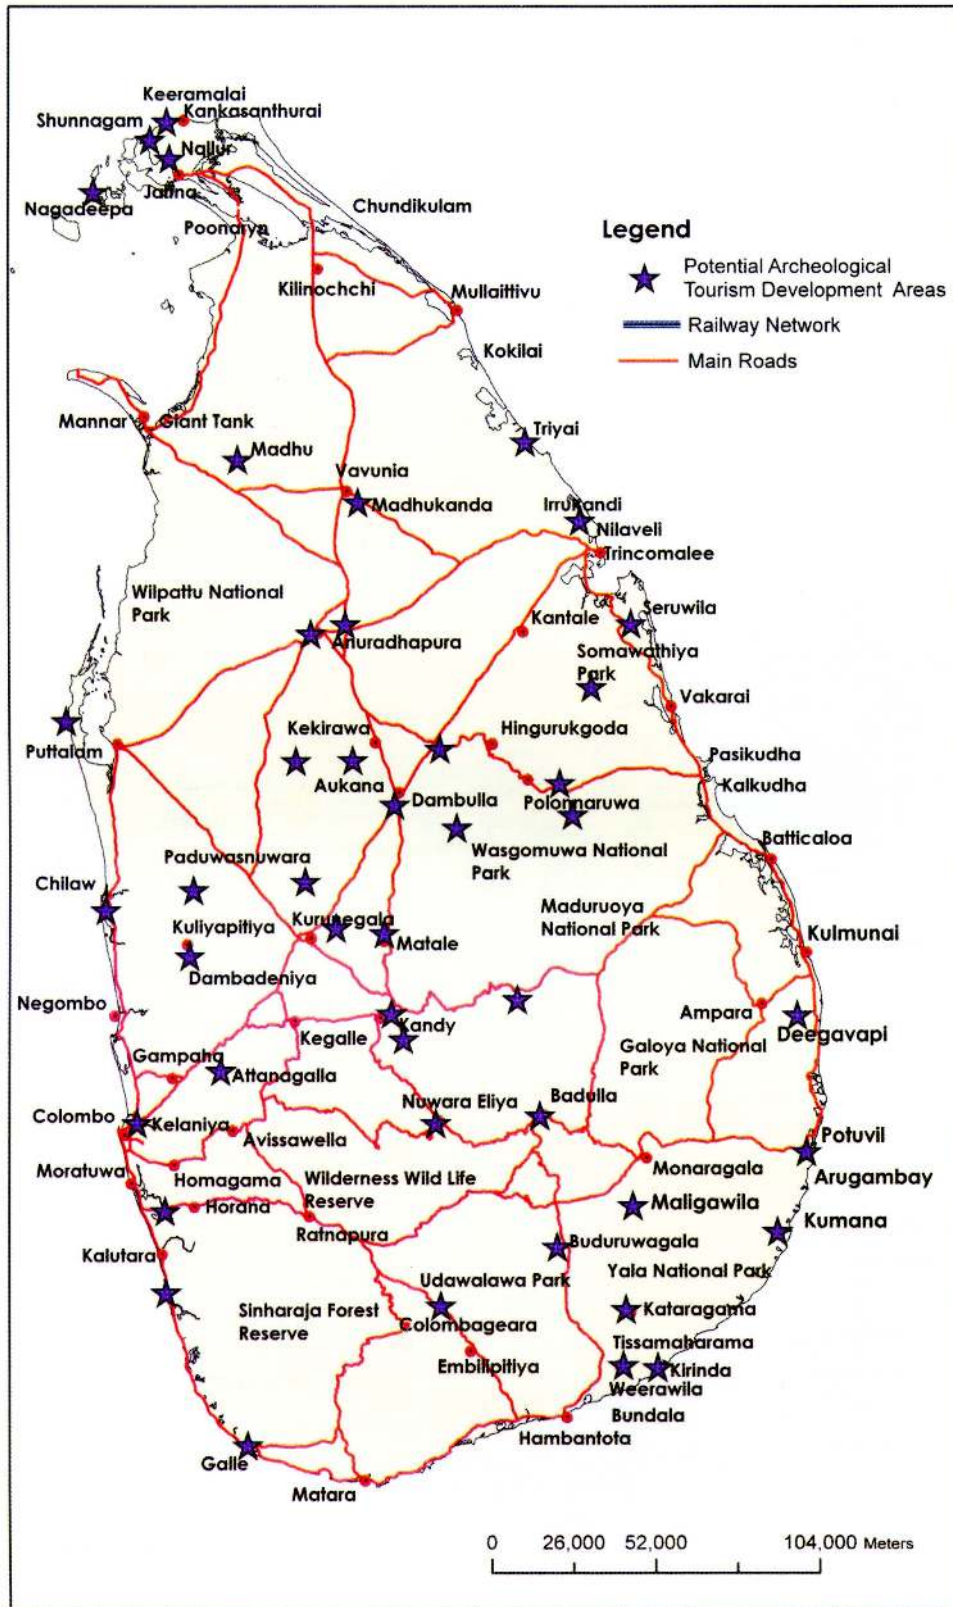 Keeramalai
Kankasanthurai
Shunnagam
Nallur
Jaffna
Nagadeepa
Chundikulam
Poonaryn
Legend
Potential Archeological
Tourism Development Areas
Railway Network
Main Roads
Kilinochchi
Mullaittivu
Kokilai
Mannar
Giant Tank
Triyai
Madhu
Vavunia
Madhukanda
Irrukandi
Nilaveli
Trincomalee
Wilpattu National
Park
Kantale
Seruwila
Anuradhapura
Somawathiya
Park
Vakarai
Kekirawa
Hingurukgoda
Puttalam
Pasikudha
Aukana
Kalkudha
Dambulla
Polonnaruwa
Batticaloa
Wasgomuwa National
Park
Paduwasnuwara
Chilaw
Maduruoya
National Park
Kuliyapitiya
Kurunegala
Kulmunai
Matale
Dambadeniya
Negombo
Ampara
Kandy
Deegavapi
Kegalle
Galoya National
Park
Gampaha
Attanagalla
Nuwara Eliya
Badulla
Colombo
Kelaniya
Avissawella
Potuvil
Moratuwa
Homagama
Wilderness Wild Life
Reserve
Monaragala
Arugambay
Maligawila
Horana
Ratnapura
Kumana
Kalutara
Buduruwagala
Udawalawa Park
Yala National Park
Sinharaja Forest
Reserve
Colombageara
Kataragama
Tissamaharama
Embilipitiya
Kirinda
Weerawila
Bundala
Hambantota
Galle
Matara
0 26,000 52,000 104,000 Meters